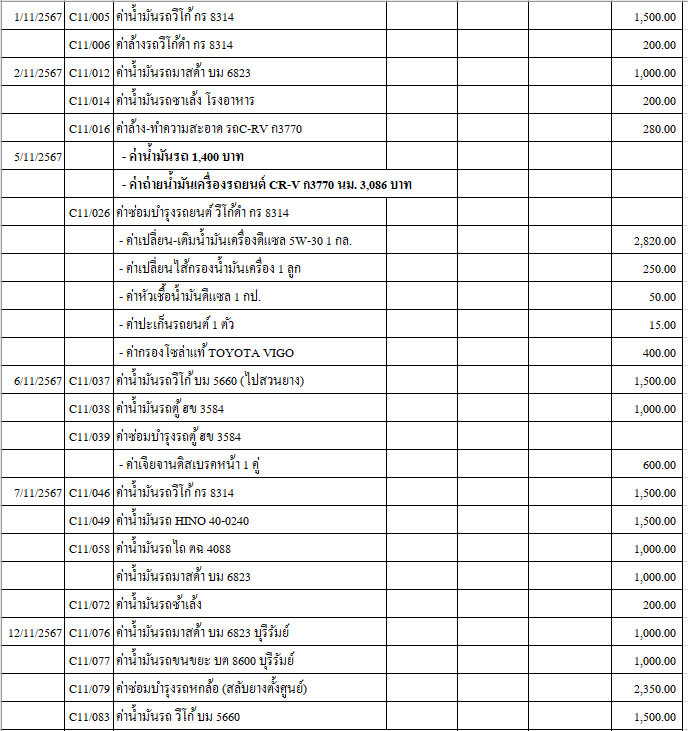 1/11/2567 C11/005 ค่าน้ำมันรถวีโก้ กร 8314 1,500.00
C11/006 ค่าล้างรถวีโก้ดำ กร 8314 200.00
2/11/2567 C11/012 ค่าน้ำมันรถมาสด้า บม 6823 1,000.00
C11/014 ค่าน้ำมันรถซาเล้ง โรงอาหาร 200.00
C11/016 ค่าล้าง-ทำความสะอาด รถC-RV ก3770 280.00
5/11/2567 - ค่าน้ำมันรถ 1,400 บาท
- ค่าถ่ายน้ำมันเครื่องรถยนต์ CR-V ก3770 นม. 3,086 บาท
C11/026 ค่าซ่อมบำรุงรถยนต์ วีโก้ดำ กร 8314
- ค่าเปลี่ยน-เติมน้ำมันเครื่องดีแซล 5W-30 1 กล. 2,820.00
- ค่าเปลี่ยนไส้กรองน้ำมันเครื่อง 1 ลูก 250.00
- ค่าหัวเชื้อน้ำมันดีแซล 1 กป. 50.00
- ค่าปะเก็นรถยนต์ 1 ตัว 15.00
- ค่ากรองโซล่าแท้ TOYOTA VIGO 400.00
6/11/2567 C11/037 ค่าน้ำมันรถวีโก้ บม 5660 (ไปสวนยาง) 1,500.00
C11/038 ค่าน้ำมันรถตู้ ฮข 3584 1,000.00
C11/039 ค่าซ่อมบำรุงรถตู้ ฮข 3584
- ค่าเจียจานดิสเบรคหน้า 1 คู่ 600.00
7/11/2567 C11/046 ค่าน้ำมันรถวีโก้ กร 8314 1,500.00
C11/049 ค่าน้ำมันรถ HINO 40-0240 1,500.00
C11/058 ค่าน้ำมันรถไถ ตฉ 4088 1,000.00
ค่าน้ำมันรถมาสด้า บม 6823 1,000.00
C11/072 ค่าน้ำมันรถซ้าเล้ง 200.00
12/11/2567 C11/076 ค่าน้ำมันรถมาสด้า บม 6823 บุรีรัมย์ 1,000.00
C11/077 ค่าน้ำมันรถขนขยะ บต 8600 บุรีรัมย์ 1,000.00
C11/079 ค่าซ่อมบำรุงรถหกล้อ (สลับยางตั้งศูนย์) 2,350.00
C11/083 ค่าน้ำมันรถ วีโก้ บม 5660 1,500.00